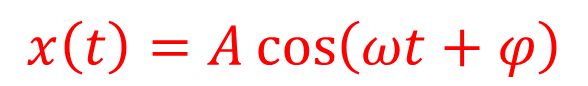 x(t) = A cos(ωt + φ)